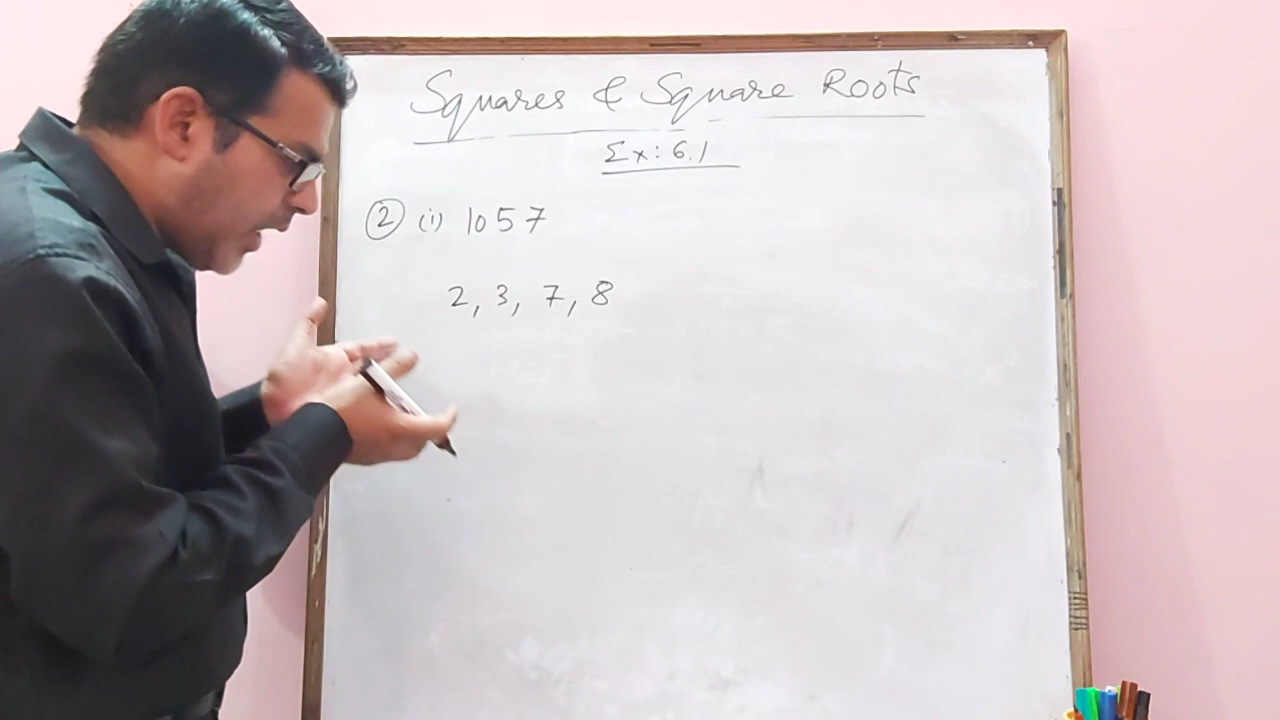 Squares & Square Roots
Ex: 6.1
② (i) 1057
2, 3, 7, 8